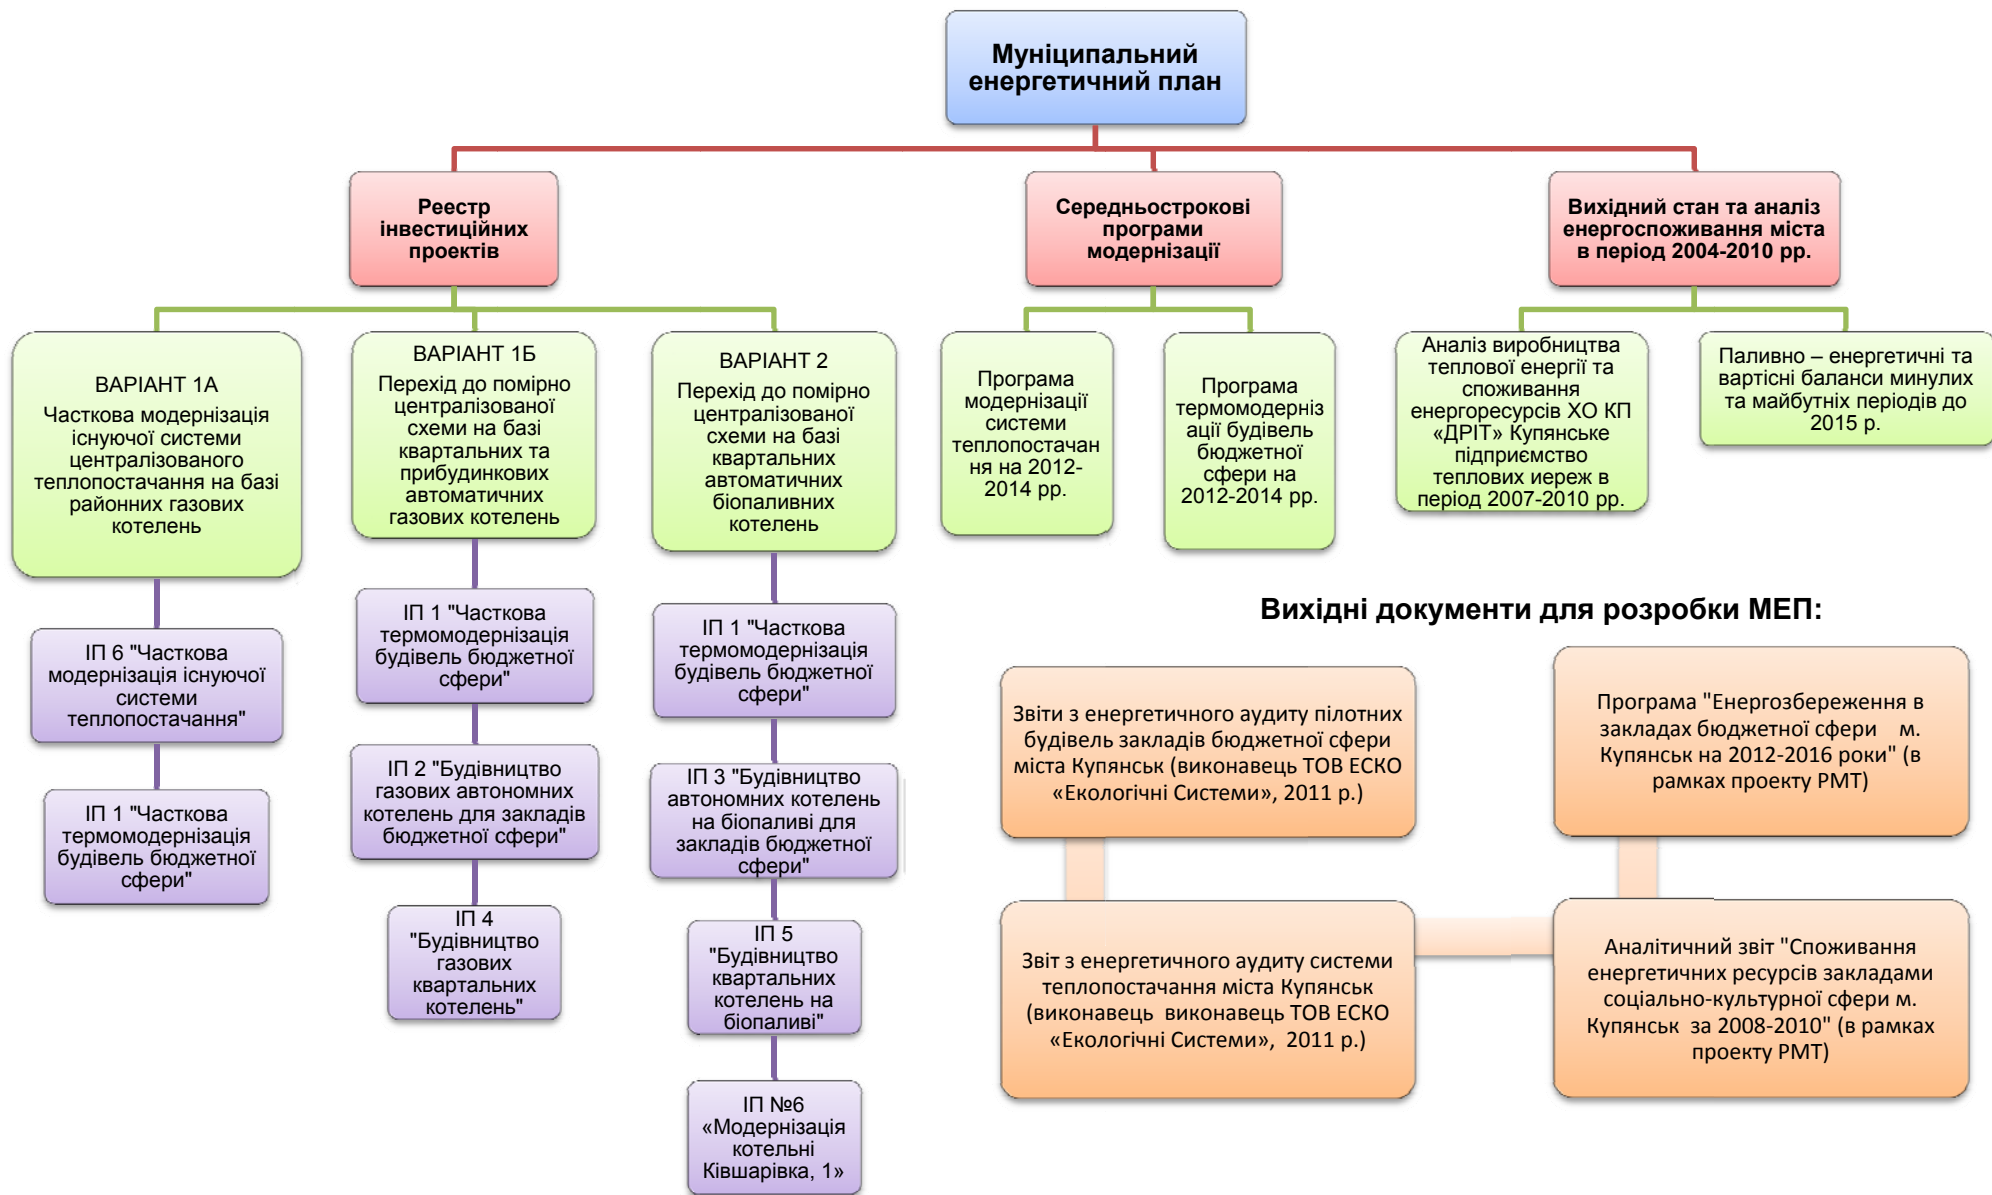 Муніципальний
енергетичний план
Реестр
інвестиційних
проектів
Середньострокові
програми
модернізації
Вихідний стан та аналіз
енергоспоживання міста
в період 2004-2010 рр.
ВАРІАНТ 1А
Часткова модернізація
існуючої системи
централізованого
теплопостачання на базі
районних газових
котелень
ВАРІАНТ 1Б
Перехід до помірно
централізованої
схеми на базі
квартальних та
прибудинкових
автоматичних
газових котелень
ВАРІАНТ 2
Перехід до помірно
централізованої
схеми на базі
квартальних
автоматичних
біопаливних
котелень
Програма
модернізації
системи
теплопостачан
ня на 2012-
2014 рр.
Програма
термомодерніз
ації будівель
бюджетної
сфери на
2012-2014 рр.
Аналіз виробництва
теплової енергії та
споживання
енергоресурсів ХО КП
«ДРІТ» Купянське
підприємство
теплових иереж в
період 2007-2010 рр.
Паливно – енергетичні та
вартісні баланси минулих
та майбутніх періодів до
2015 р.
ІП 6 "Часткова
модернізація існуючої
системи
теплопостачання"
ІП 1 "Часткова
термомодернізація
будівель бюджетної
сфери"
ІП 1 "Часткова
термомодернізація
будівель бюджетної
сфери"
ІП 2 "Будівництво
газових автономних
котелень для закладів
бюджетної сфери"
ІП 4
"Будівництво
газових
квартальних
котелень"
ІП 1 "Часткова
термомодернізація
будівель бюджетної
сфери"
ІП 3 "Будівництво
автономних котелень
на біопаливі для
закладів бюджетної
сфери"
ІП 5
"Будівництво
квартальних
котелень на
біопаливі"
ІП №6
«Модернізація
котельні
Ківшарівка, 1»
Вихідні документи для розробки МЕП:
Звіти з енергетичного аудиту пілотних
будівель закладів бюджетної сфери
міста Купянськ (виконавець ТОВ ЕСКО
«Екологічні Системи», 2011 р.)
Програма "Енергозбереження в
закладах бюджетної сфери м.
Купянськ на 2012-2016 роки" (в
рамках проекту РМТ)
Звіт з енергетичного аудиту системи
теплопостачання міста Купянськ
(виконавець виконавець ТОВ ЕСКО
«Екологічні Системи», 2011 р.)
Аналітичний звіт "Споживання
енергетичних ресурсів закладами
соціально-культурної сфери м.
Купянськ за 2008-2010" (в рамках
проекту РМТ)